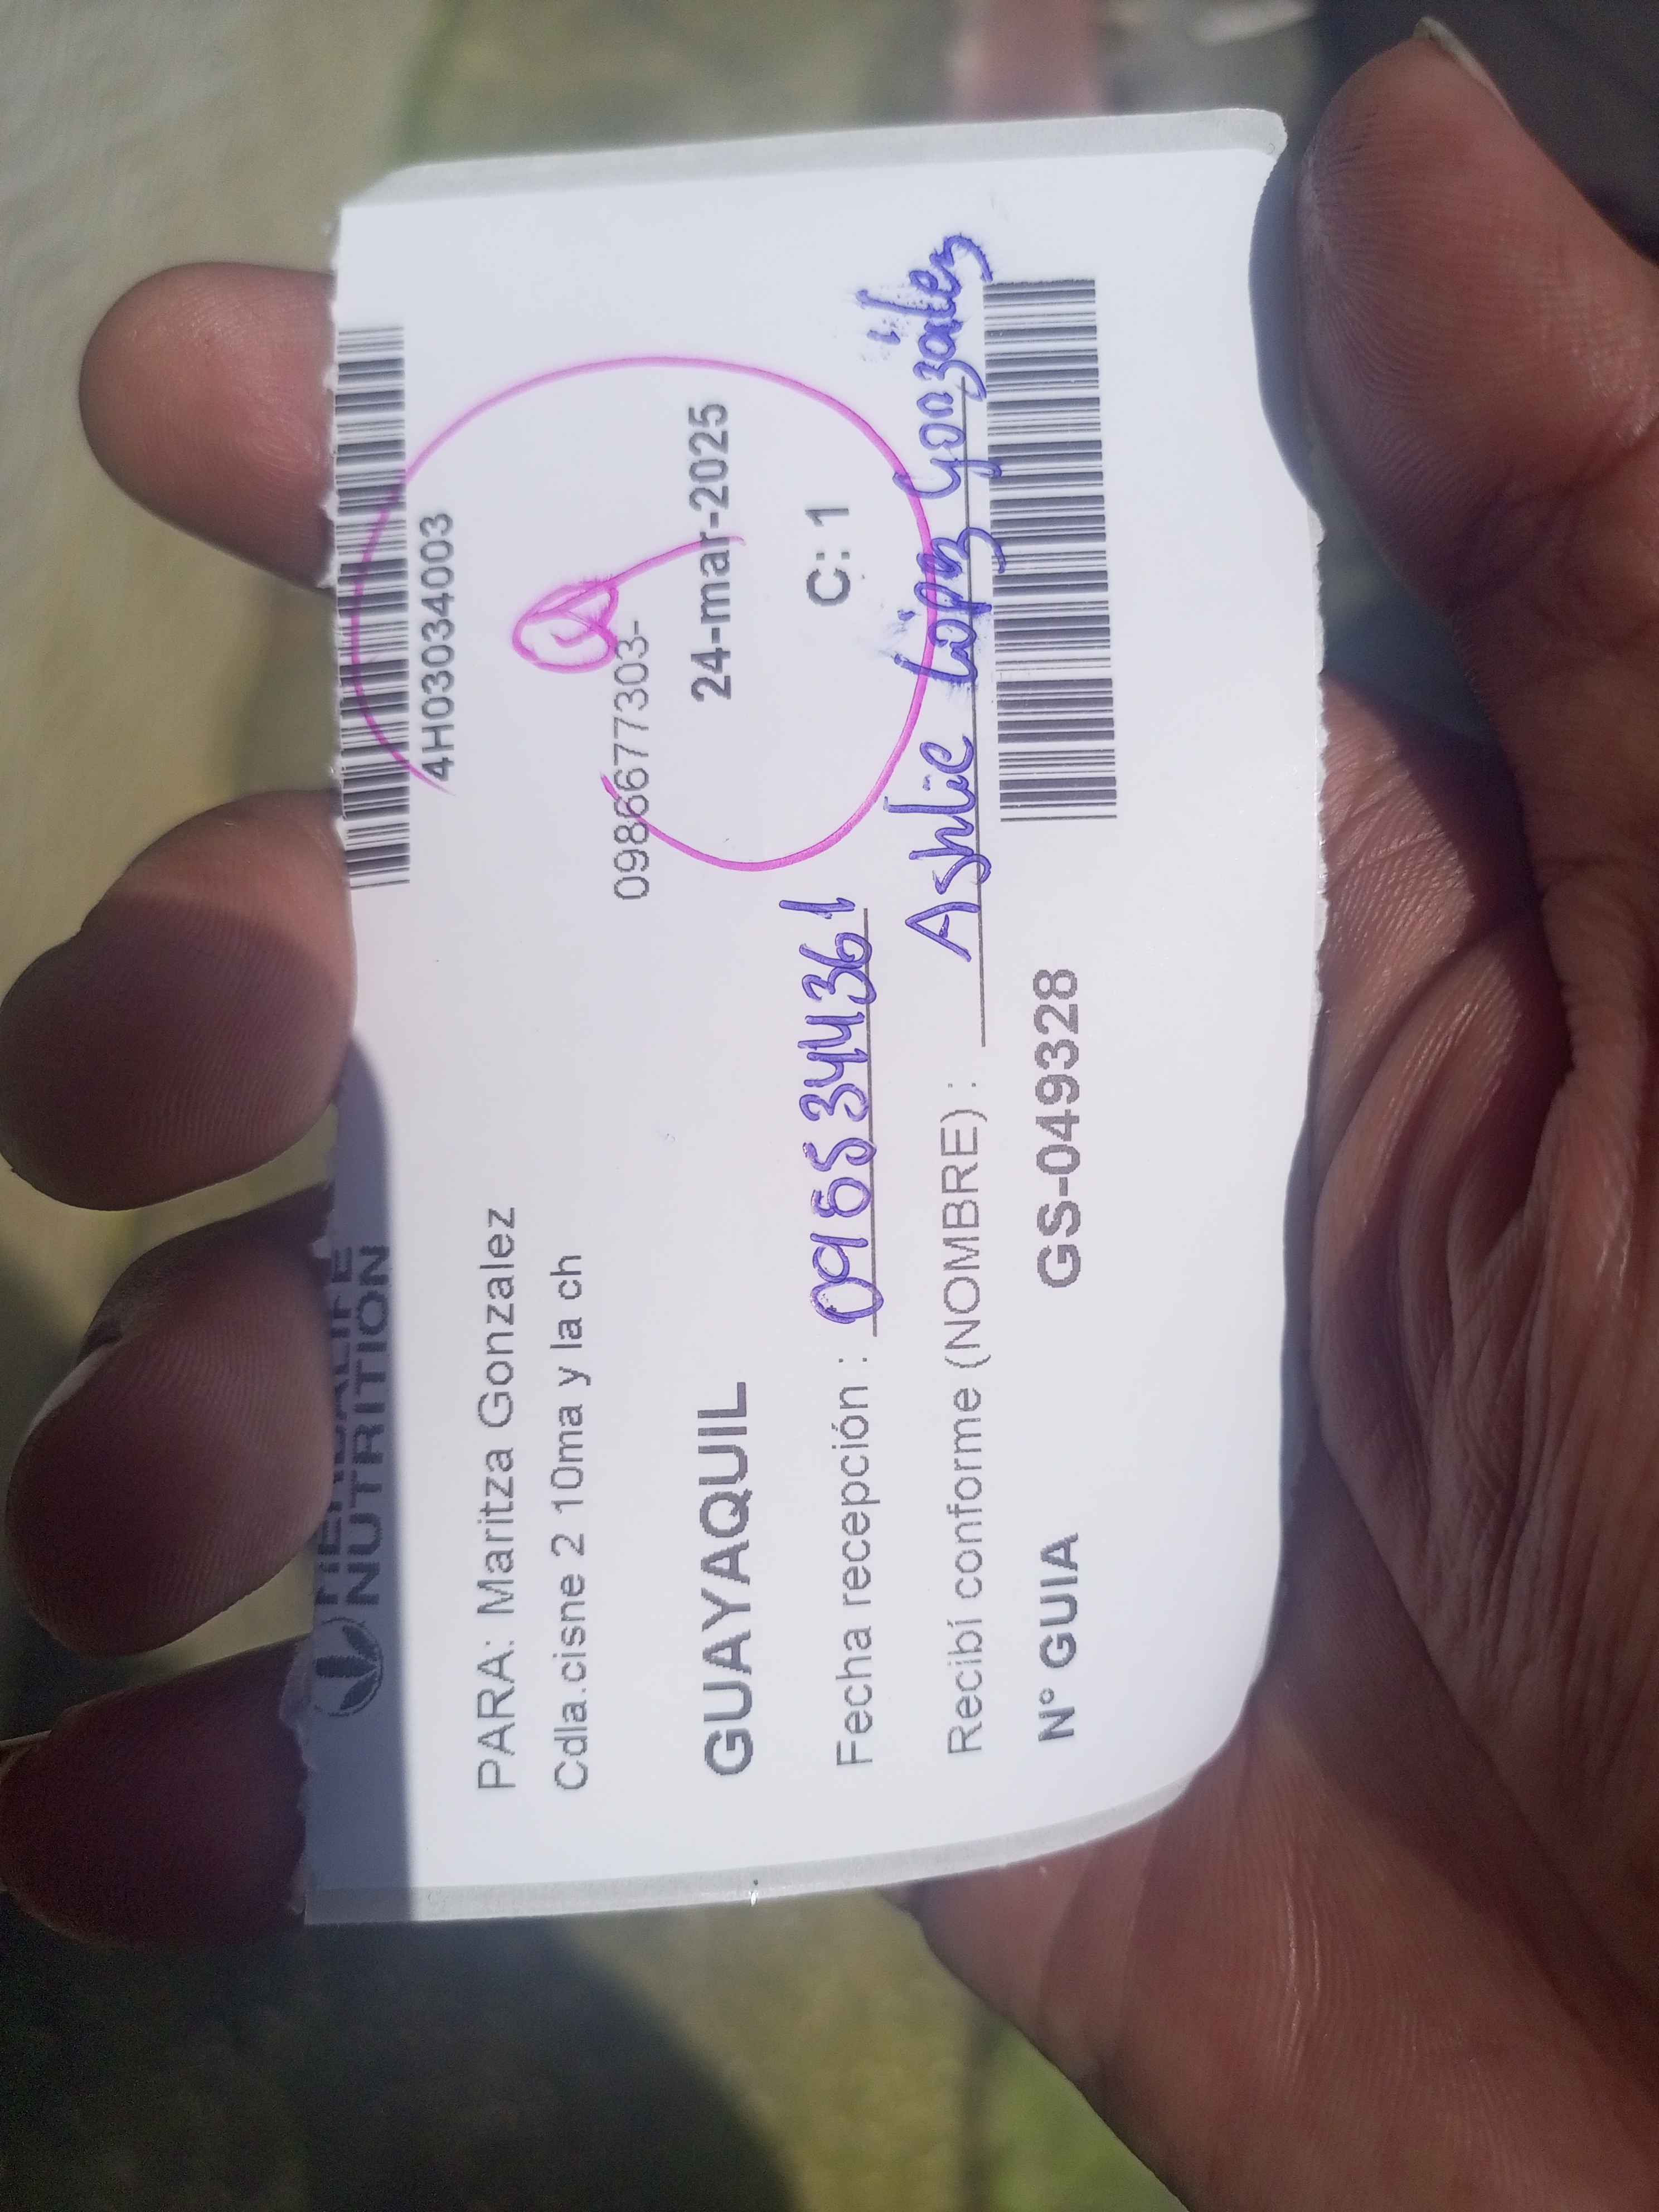 HERBALIFE
NUTRITION
4H03034003
PARA: Maritza Gonzalez
Cdla.cisne 2 10ma y la ch
0986677303-
GUAYAQUIL
24-mar-2025
Fecha recepción : 0965344361
C: 1
Recibí conforme (NOMBRE) : Ashlie López González
N° GUIA GS-049328